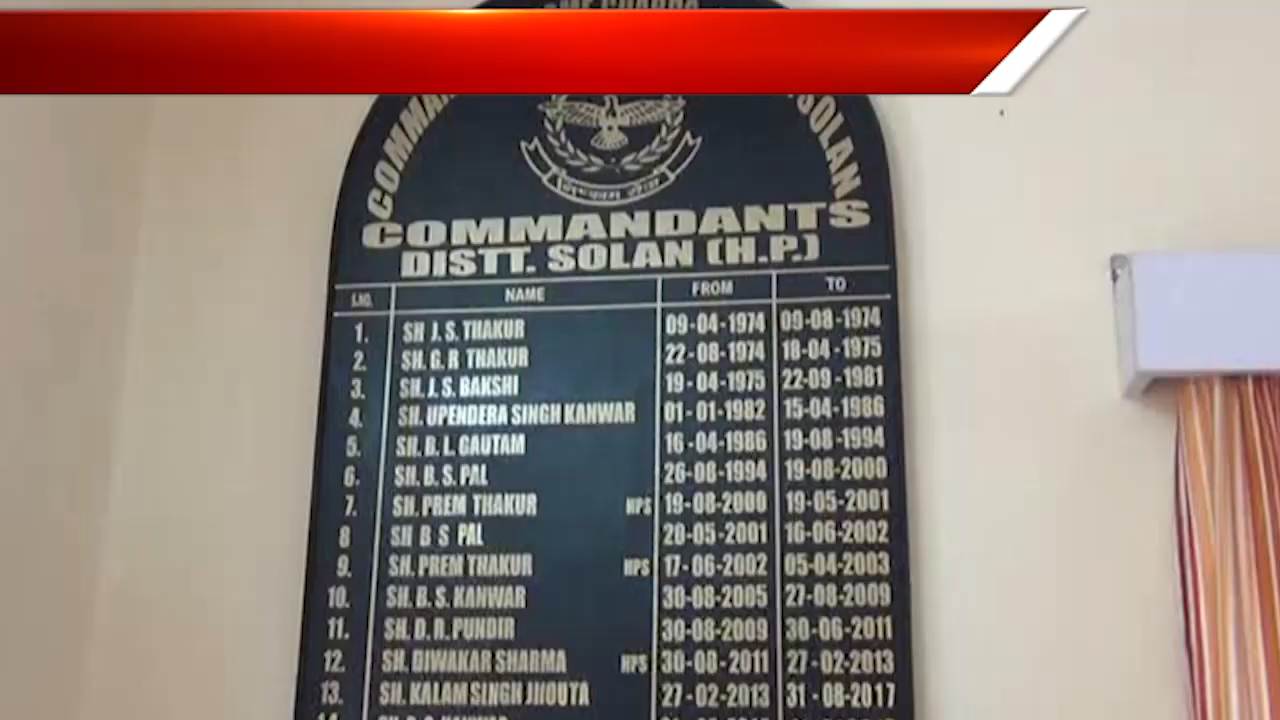 COMMAN
SOLAN
निष्काम सेवा
COMMANDANTS
DISTT. SOLAN (H.P.)
S.NO. NAME FROM TO
1. SH J. S. THAKUR 09-04-1974 09-08-1974
2. SH. G. R THAKUR 22-08-1974 18-04-1975
3. SH. J. S. BAKSHI 19-04-1975 22-09-1981
4. SH. UPENDERA SINGH KANWAR 01-01-1982 15-04-1986
5. SH. B. L. GAUTAM 16-04-1986 19-08-1994
6. SH. B. S. PAL 26-08-1994 19-08-2000
7. SH. PREM THAKUR HPS 19-08-2000 19-05-2001
8 SH B S PAL 20-05-2001 16-06-2002
9. SH. PREM THAKUR HPS 17-06-2002 05-04-2003
10. SH. B. S. KANWAR 30-08-2005 27-08-2009
11. SH. D. R. PUNDIR 30-08-2009 30-06-2011
12. SH. DIWAKAR SHARMA HPS 30-08-2011 27-02-2013
13. SH. KALAM SINGH JHOUTA 27-02-2013 31-08-2017